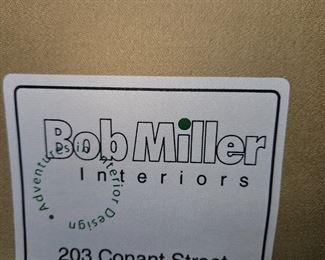 Bob Miller
Interiors
• Adventures in Interior Design •
203 Conant Street